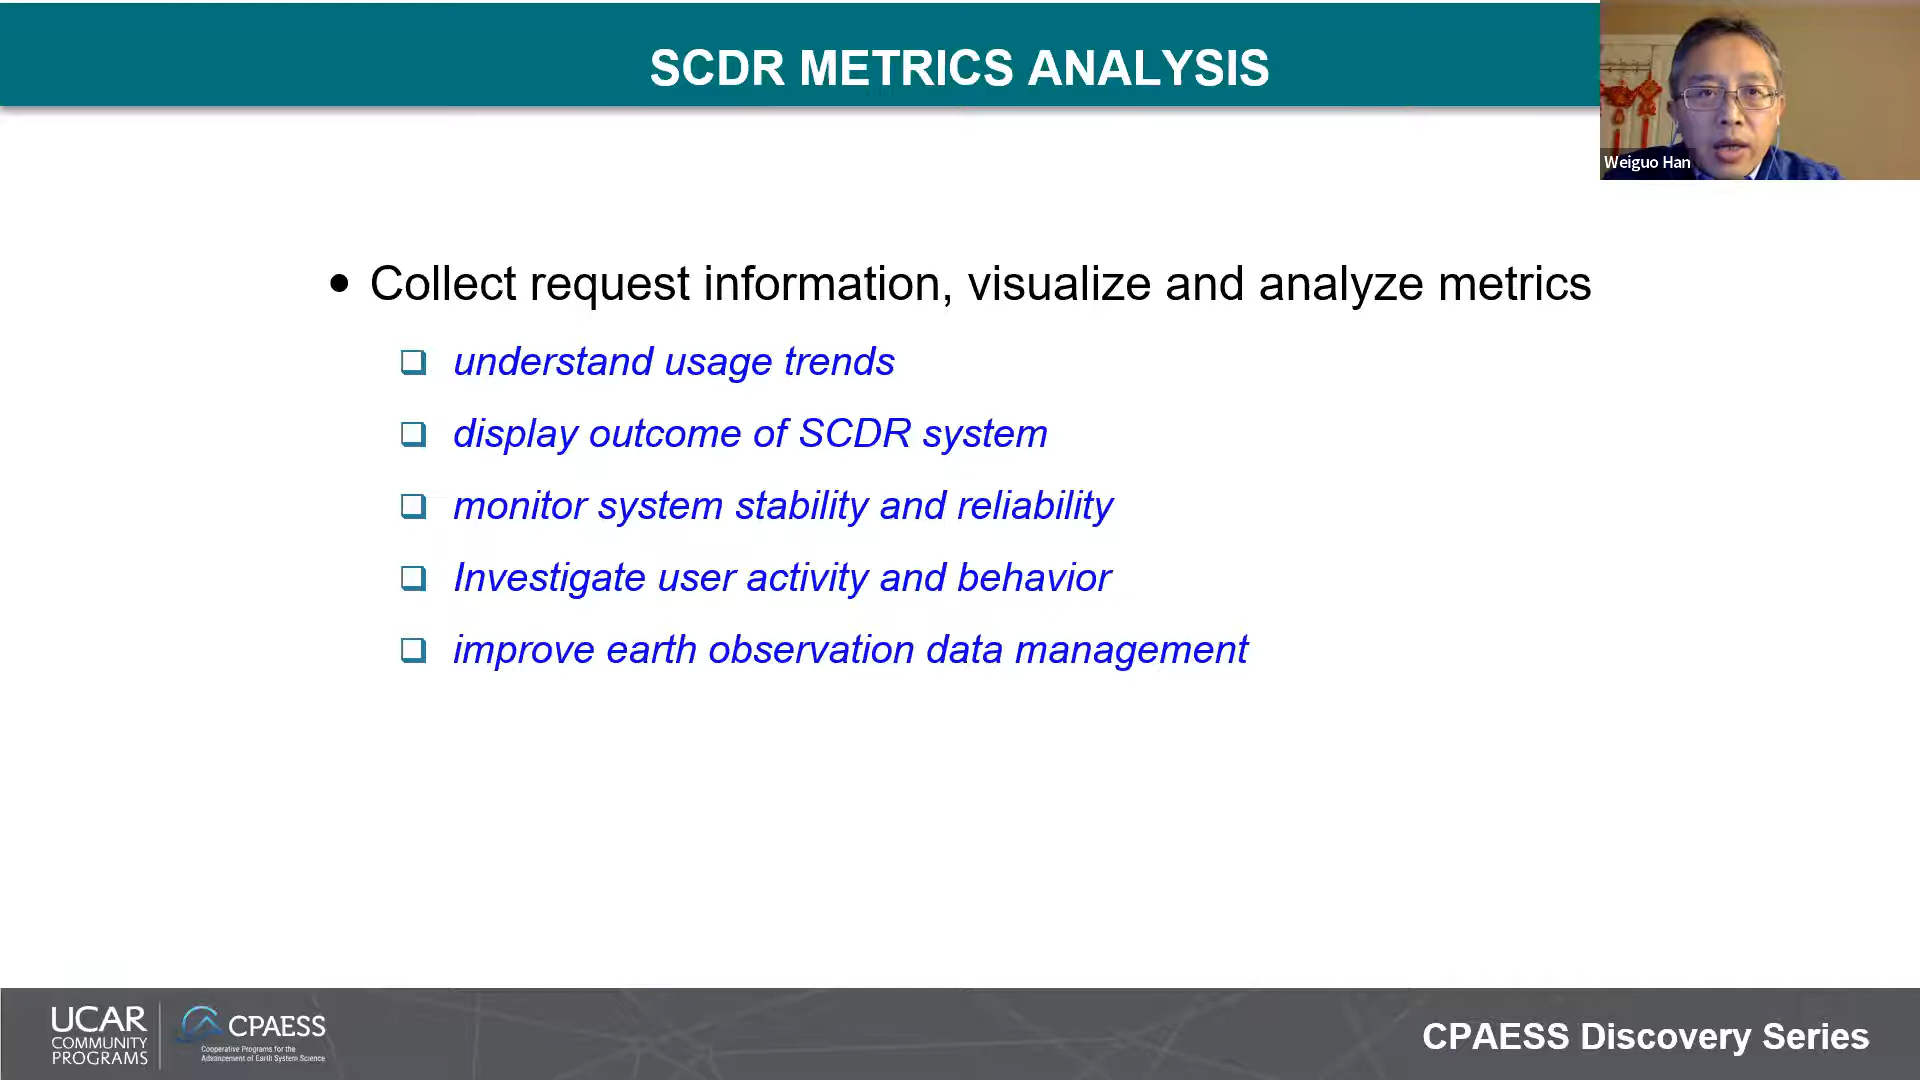 SCDR METRICS ANALYSIS
Weiguo Han
• Collect request information, visualize and analyze metrics
❑ understand usage trends
❑ display outcome of SCDR system
❑ monitor system stability and reliability
❑ Investigate user activity and behavior
❑ improve earth observation data management
UCAR
COMMUNITY
PROGRAMS
CPAESS
Cooperative Programs for the
Advancement of Earth System Science
CPAESS Discovery Series